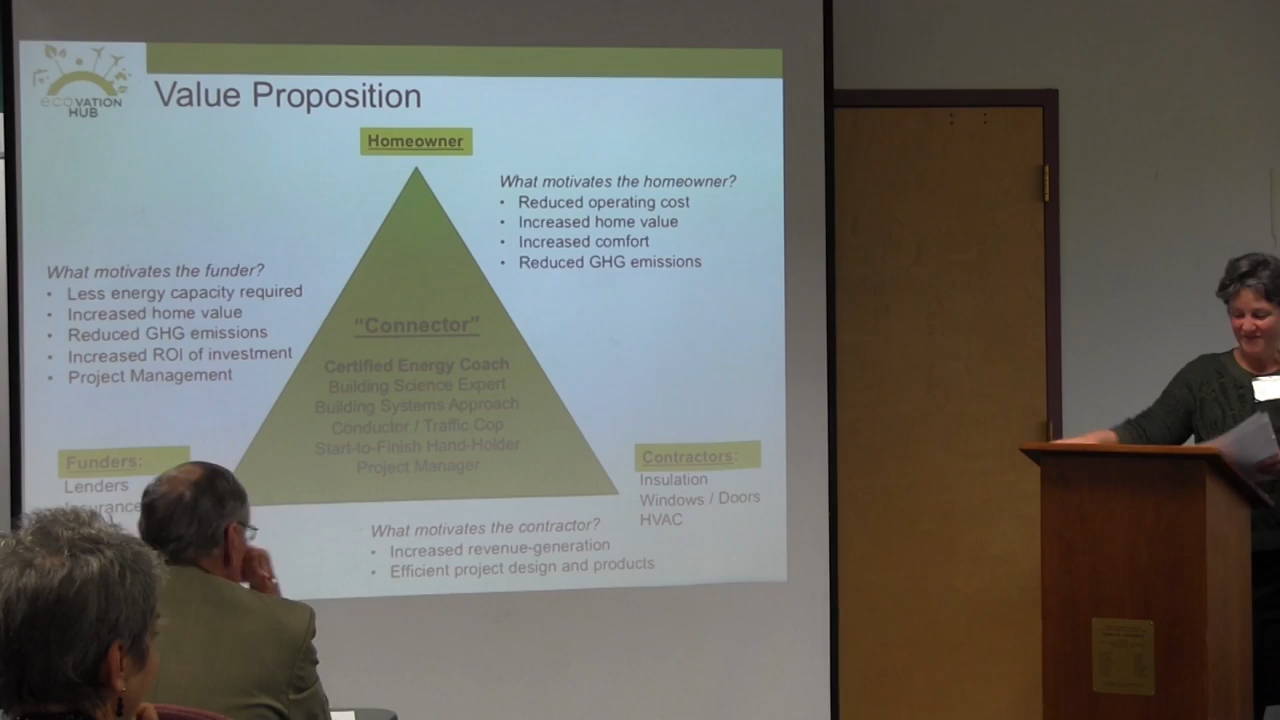 ecOVATION
HUB
Value Proposition
Homeowner
What motivates the homeowner?
• Reduced operating cost
• Increased home value
• Increased comfort
• Reduced GHG emissions
What motivates the funder?
• Less energy capacity required
• Increased home value
• Reduced GHG emissions
• Increased ROI of investment
• Project Management
“Connector”
Certified Energy Coach
Building Science Expert
Building Systems Approach
Conductor / Traffic Cop
Start-to-Finish Hand-Holder
Project Manager
Funders:
Lenders
Insurance
Contractors:
Insulation
Windows / Doors
HVAC
What motivates the contractor?
• Increased revenue-generation
• Efficient project design and products